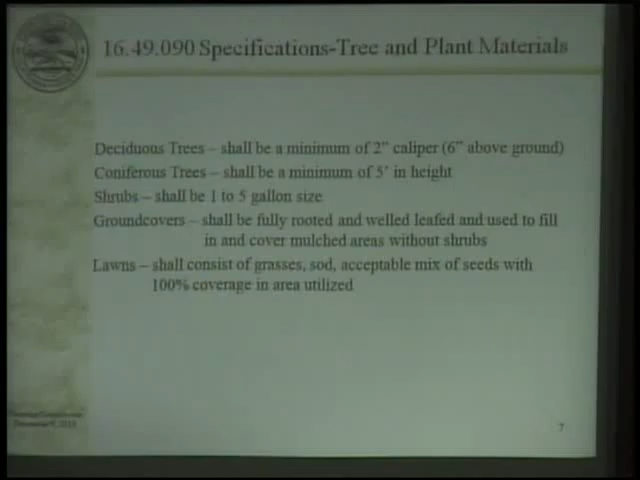 16.49.090 Specifications-Tree and Plant Materials
Deciduous Trees – shall be a minimum of 2” caliper (6” above ground)
Coniferous Trees – shall be a minimum of 5’ in height
Shrubs – shall be 1 to 5 gallon size
Groundcovers – shall be fully rooted and welled leafed and used to fill
in and cover mulched areas without shrubs
Lawns – shall consist of grasses, sod, acceptable mix of seeds with
100% coverage in area utilized
7